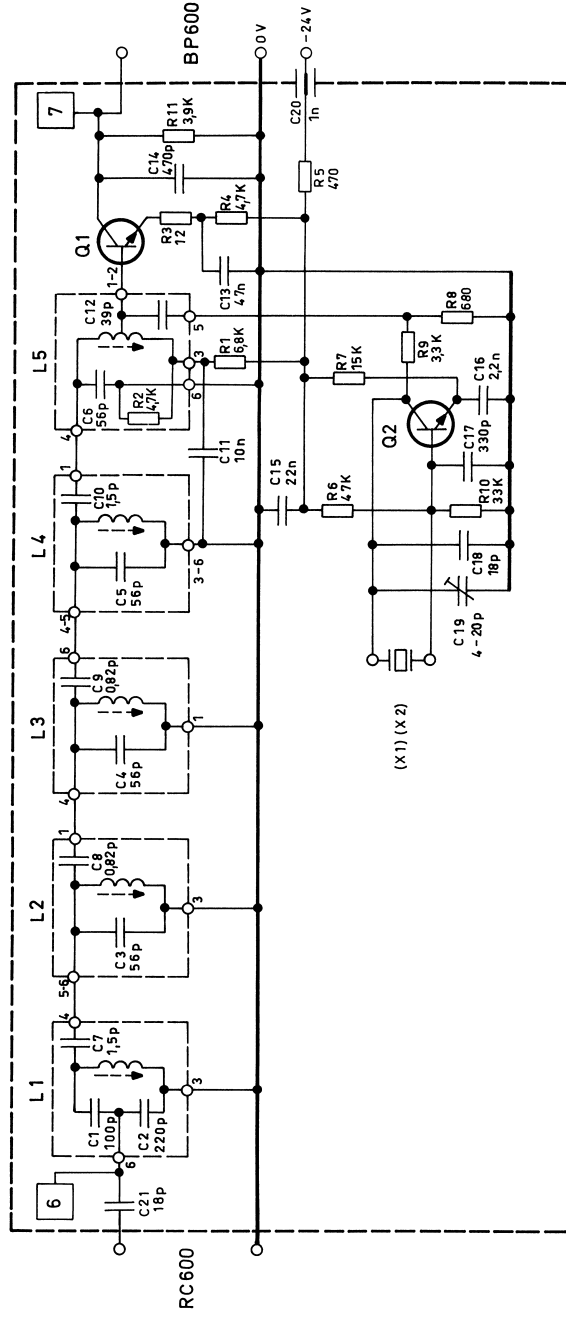 RC600
BP600
6
7
L1
L2
L3
L4
L5
C21
18p
6
C1
100p
C2
220p
C7
1,5p
3
4
5-6
C3
56p
C8
0,82p
3
1
4
C4
56p
C9
0,82p
1
6
4-5
C5
56p
C10
1,5p
3-6
1
4
C6
56p
R2
4,7K
C12
39p
1-2
5
3
6
C11
10n
R1
6,8K
Q1
R3
12
R4
4,7K
C13
47n
C14
470p
R11
3,9K
0V
-24V
C20
1n
R5
470
C15
22n
R6
47K
R7
15K
Q2
R9
3,3K
R8
680
C16
2,2n
C17
330p
R10
33K
C18
18p
C19
4-20p
(X1) (X2)